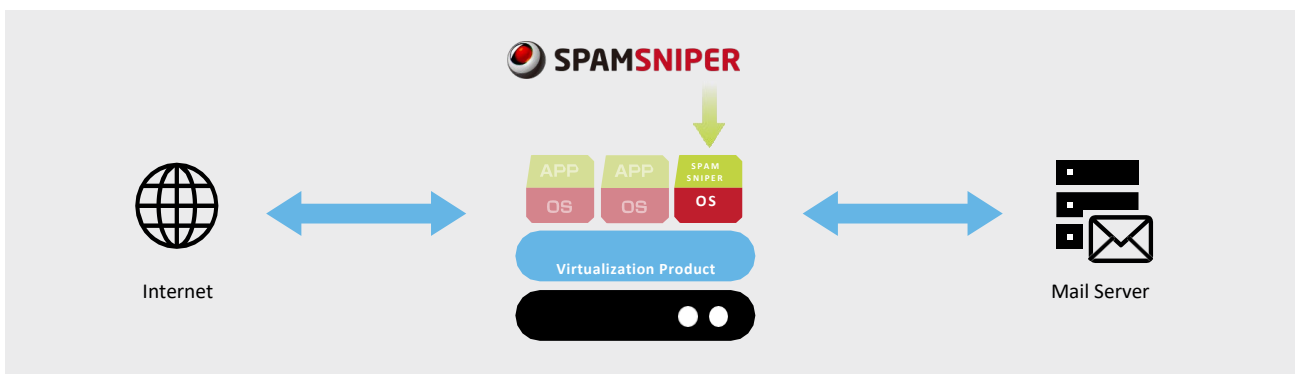 SPAMSNIPER
APP
APP
SPAM
SNIPER
OS
OS
OS
Virtualization Product
Internet
Mail Server